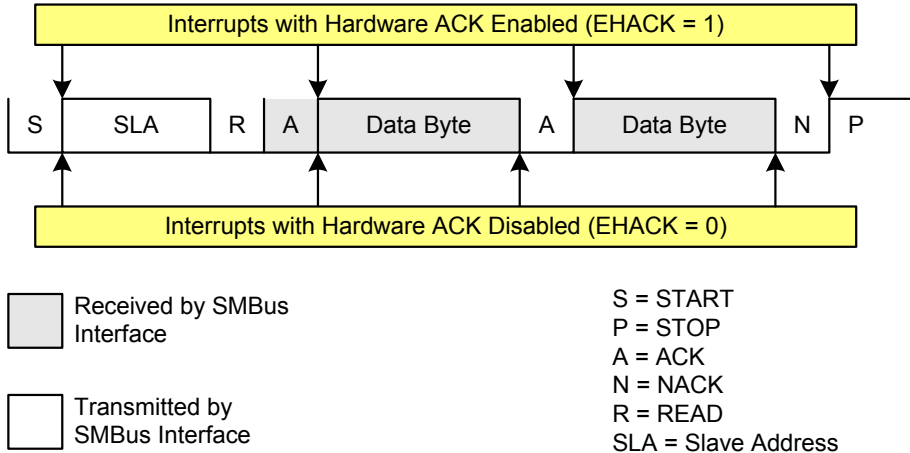 Interrupts with Hardware ACK Enabled (EHACK = 1)
S SLA R A Data Byte A Data Byte N P
Interrupts with Hardware ACK Disabled (EHACK = 0)
Received by SMBus
Interface
Transmitted by
SMBus Interface
S = START
P = STOP
A = ACK
N = NACK
R = READ
SLA = Slave Address